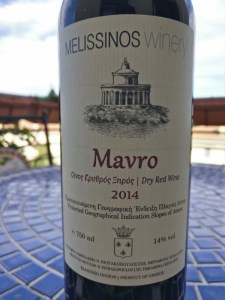 MELISSINOS winery
Mavro
Οίνος Ερυθρός Ξηρός | Dry Red Wine
2014
Προστατευόμενη Γεωγραφική Ένδειξη Πλαγιές Αίνου
Protected Geographical Indication Slopes of Aenos
750 ml
14% vol